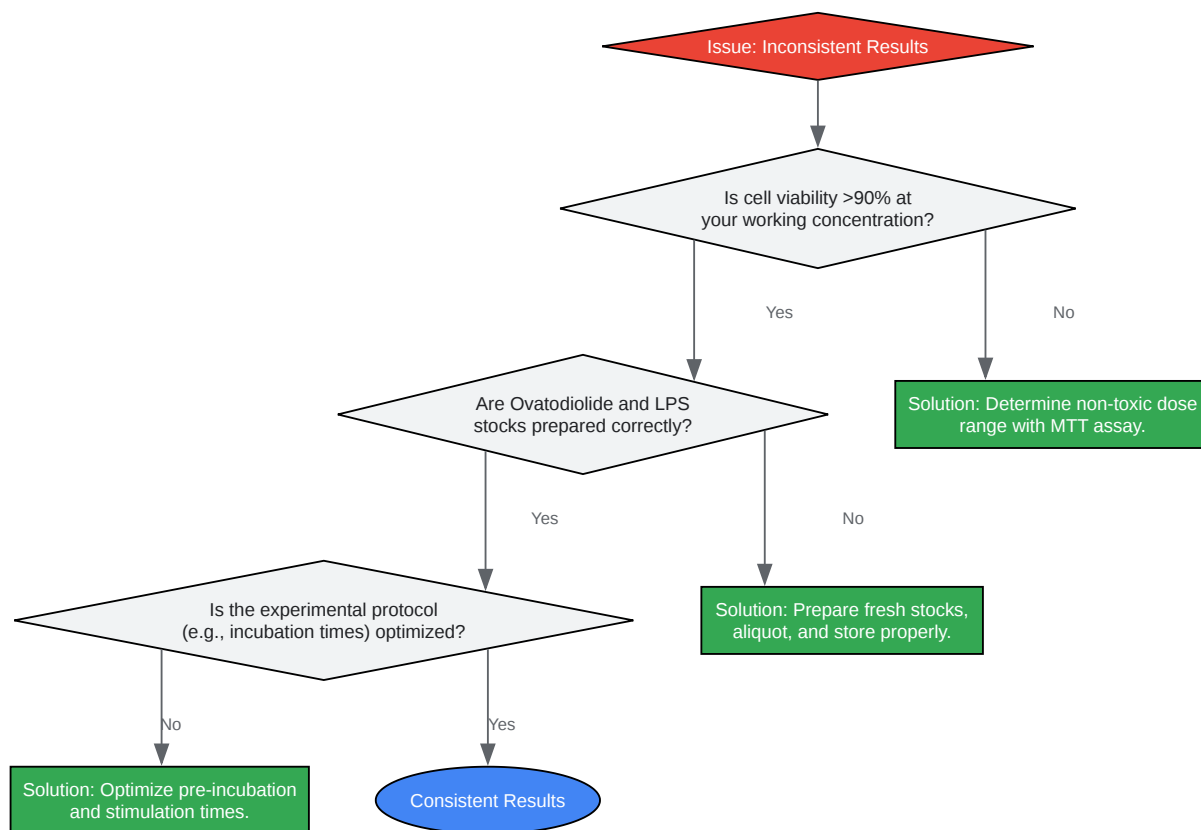 Issue: Inconsistent Results
Is cell viability >90% at
your working concentration?
Yes
No
Are Ovatodiolide and LPS
stocks prepared correctly?
Solution: Determine non-toxic dose
range with MTT assay.
Yes
No
Is the experimental protocol
(e.g., incubation times) optimized?
Solution: Prepare fresh stocks,
aliquot, and store properly.
No
Yes
Solution: Optimize pre-incubation
and stimulation times.
Consistent Results